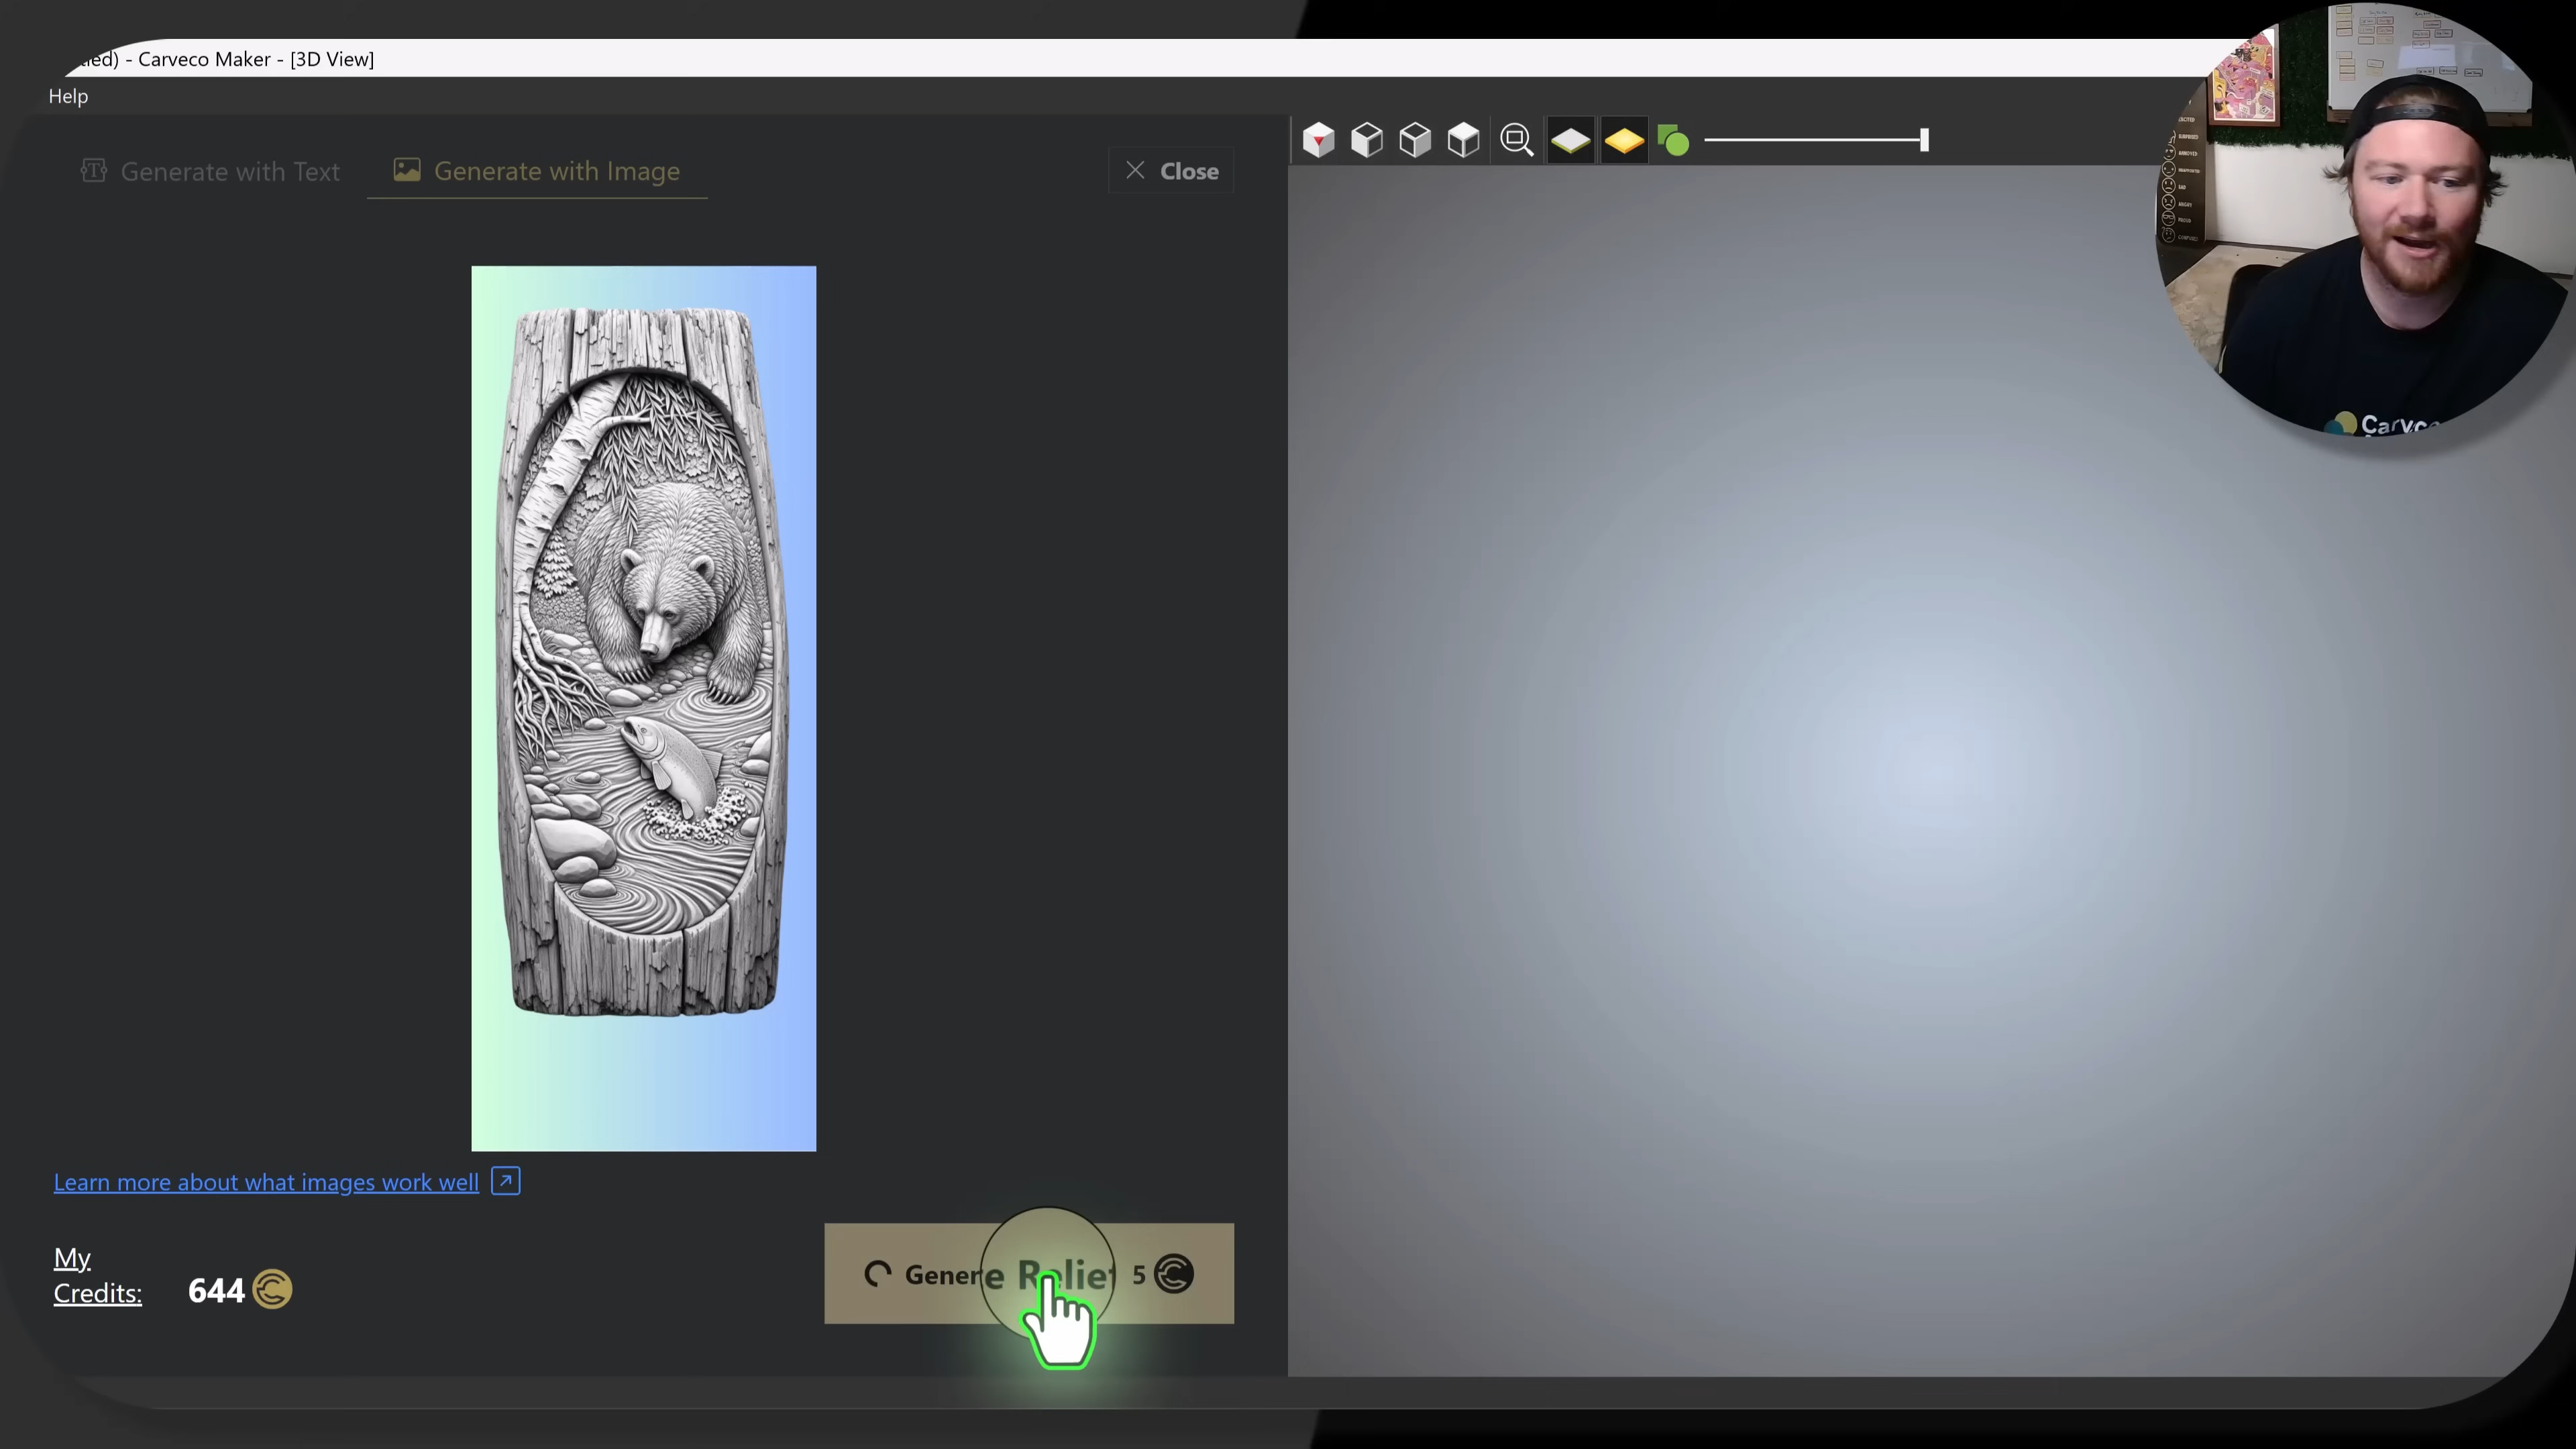 - Carveco Maker - [3D View]
Help
Generate with Text
Generate with Image
Close
Learn more about what images work well
My
Credits:
644
Relief
5